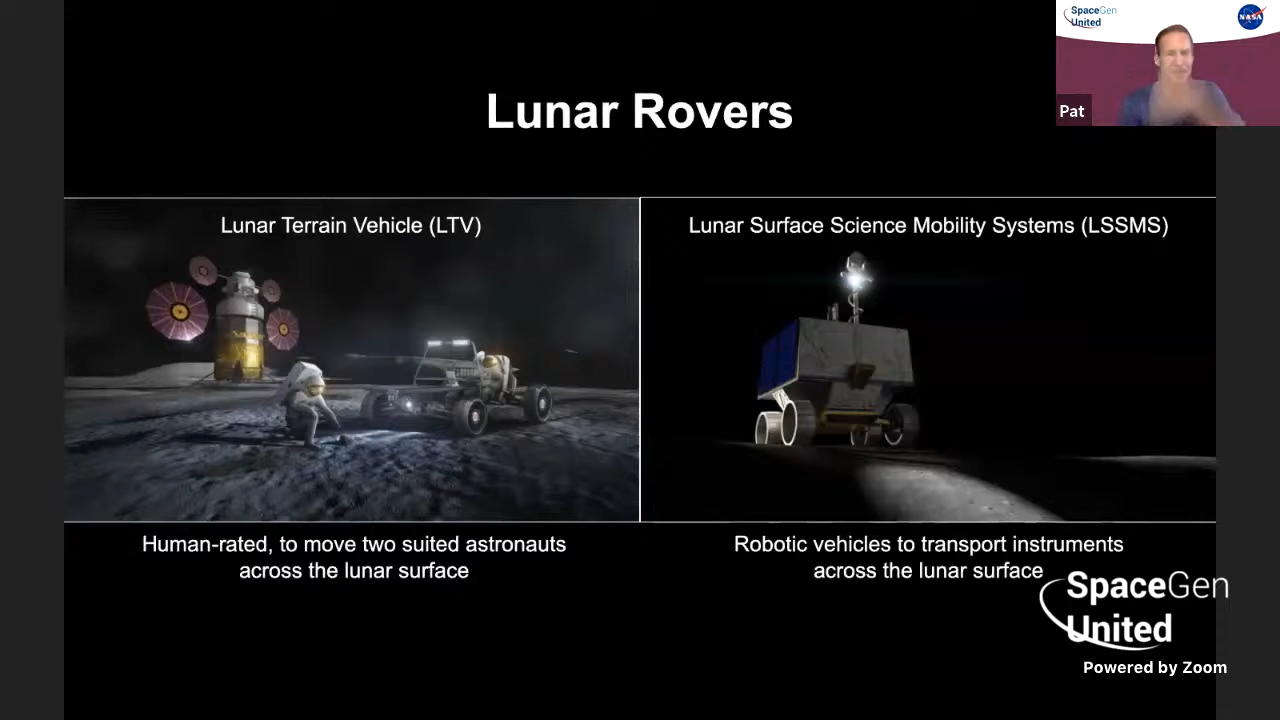 SpaceGen
United
NASA
Pat
Lunar Rovers
Lunar Terrain Vehicle (LTV)
Lunar Surface Science Mobility Systems (LSSMS)
Human-rated, to move two suited astronauts
across the lunar surface
Robotic vehicles to transport instruments
across the lunar surface
SpaceGen
United
Powered by Zoom